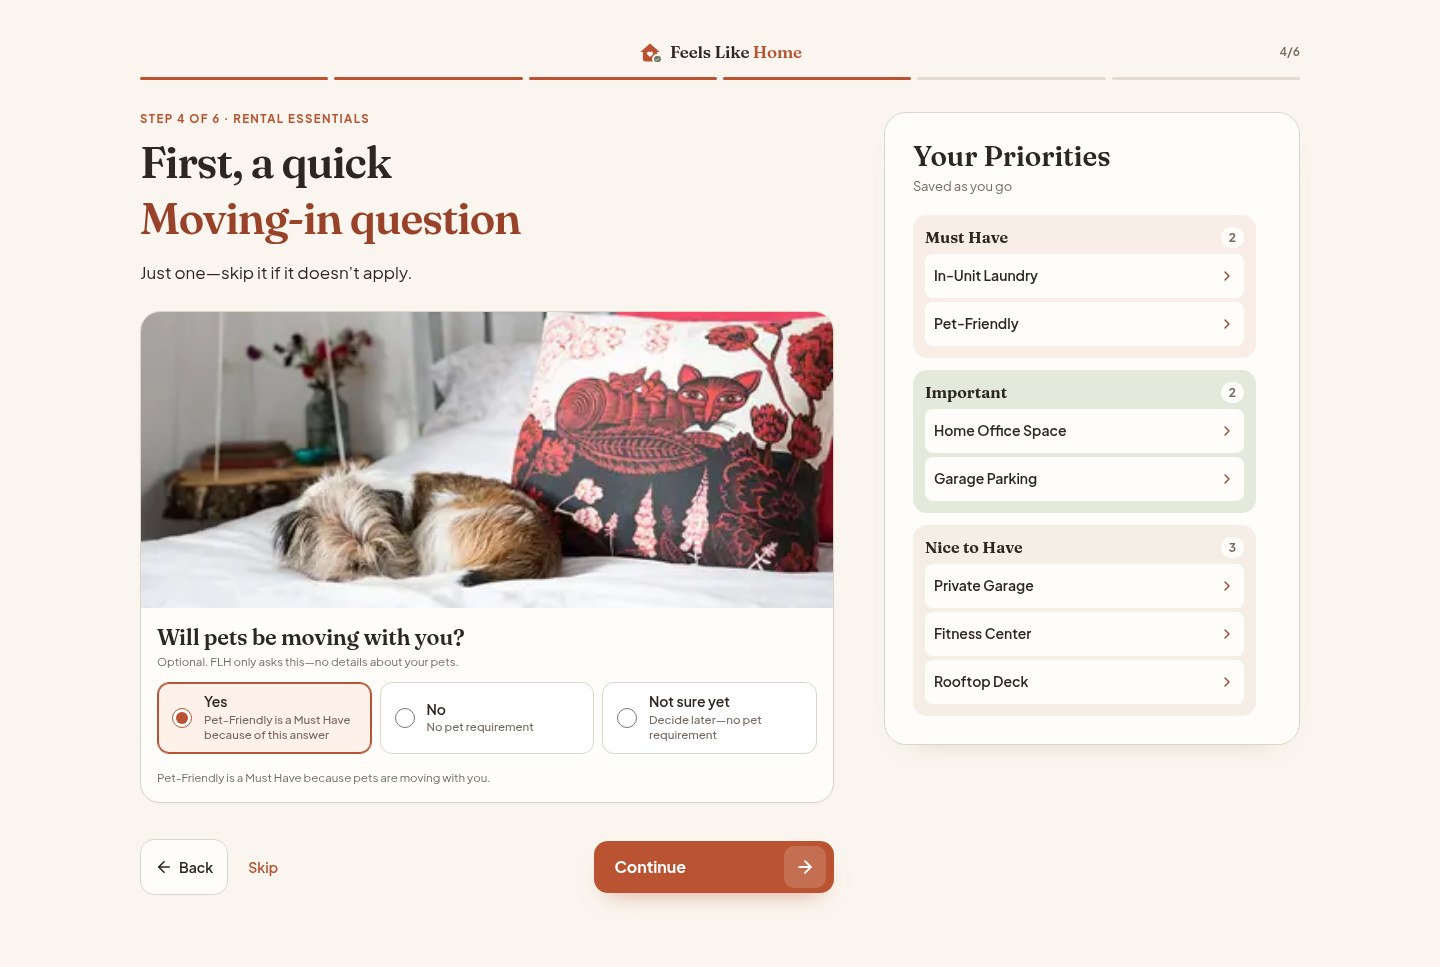 Feels Like Home
4/6
STEP 4 OF 6 · RENTAL ESSENTIALS
First, a quick
Moving-in question
Just one—skip it if it doesn’t apply.
Will pets be moving with you?
Optional. FLH only asks this—no details about your pets.
Yes
Pet-Friendly is a Must Have
because of this answer
No
No pet requirement
Not sure yet
Decide later—no pet
requirement
Pet-Friendly is a Must Have because pets are moving with you.
Back
Skip
Continue
Your Priorities
Saved as you go
Must Have
2
In-Unit Laundry
Pet-Friendly
Important
2
Home Office Space
Garage Parking
Nice to Have
3
Private Garage
Fitness Center
Rooftop Deck